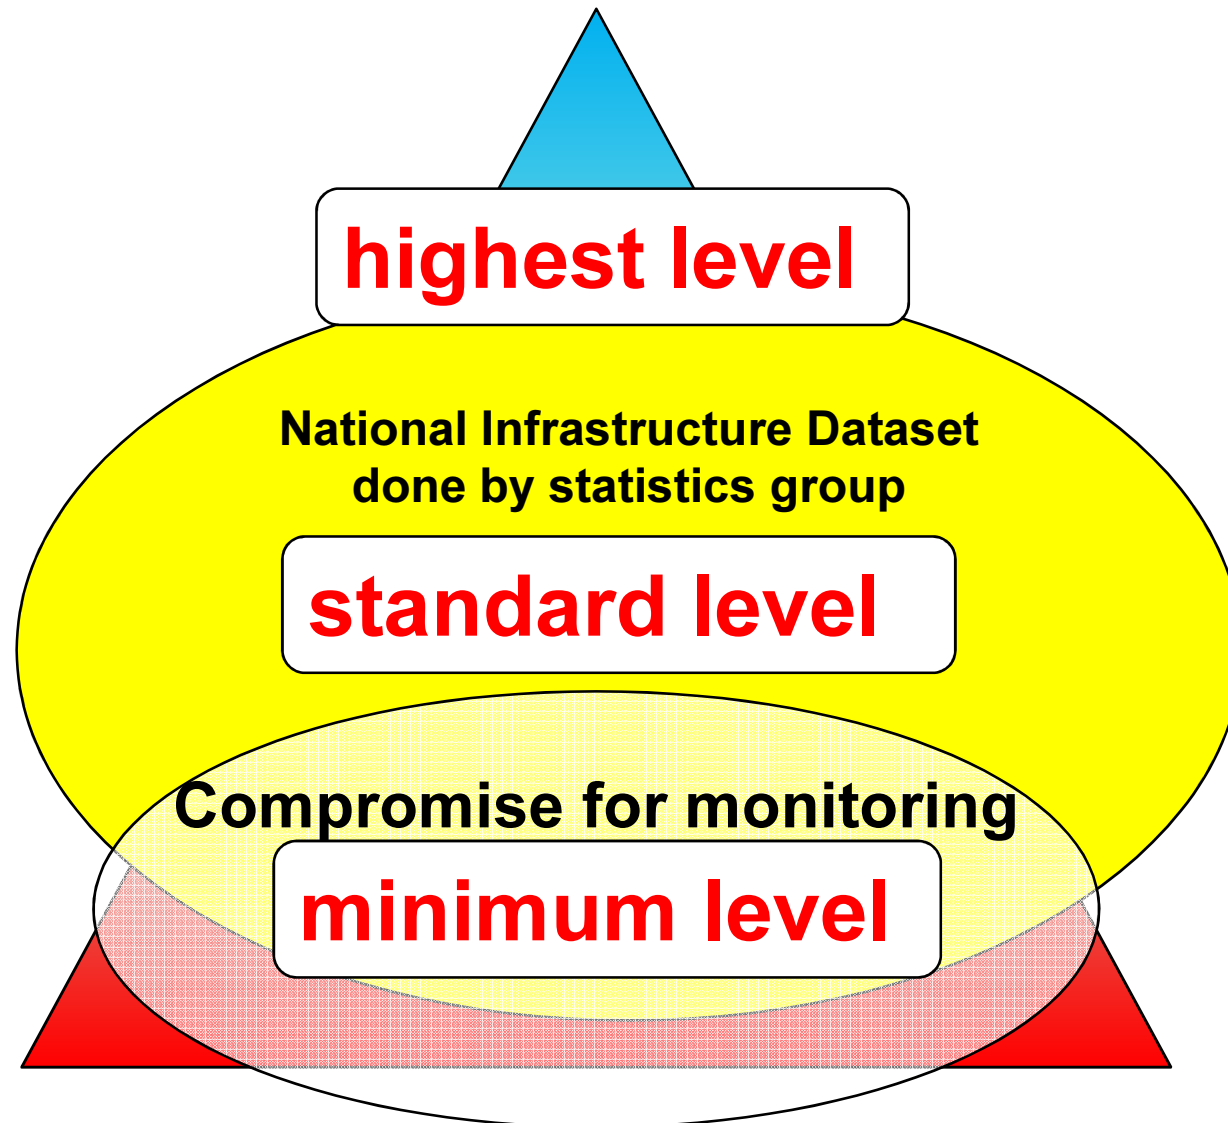 highest level
National Infrastructure Dataset
done by statistics group
standard level
Compromise for monitoring
minimum level